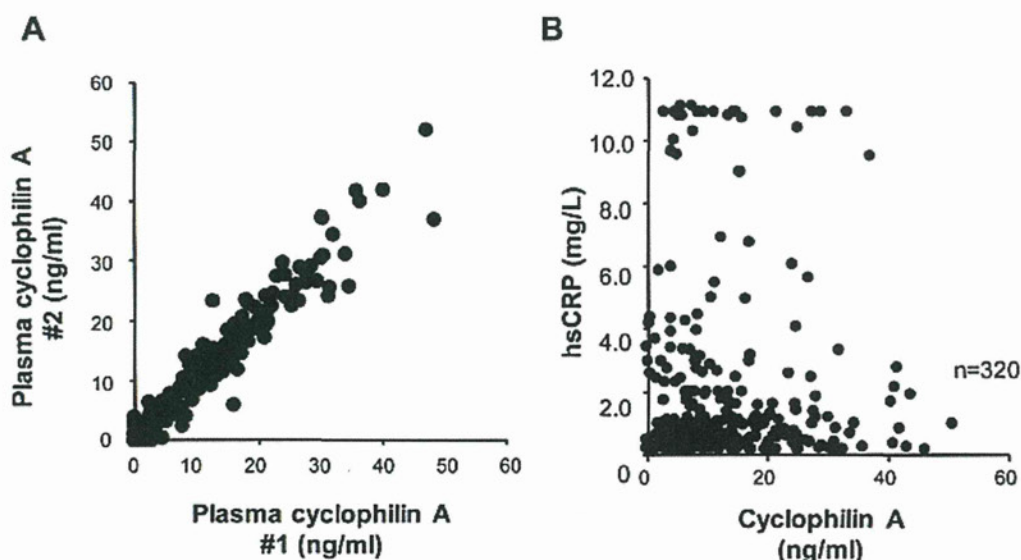 A
60
50
40
30
20
10
0
Plasma cyclophilin A
#2 (ng/ml)
0 10 20 30 40 50 60
Plasma cyclophilin A
#1 (ng/ml)
B
12.0
10.0
8.0
6.0
4.0
2.0
0
hsCRP (mg/L)
n=320
0 20 40 60
Cyclophilin A
(ng/ml)